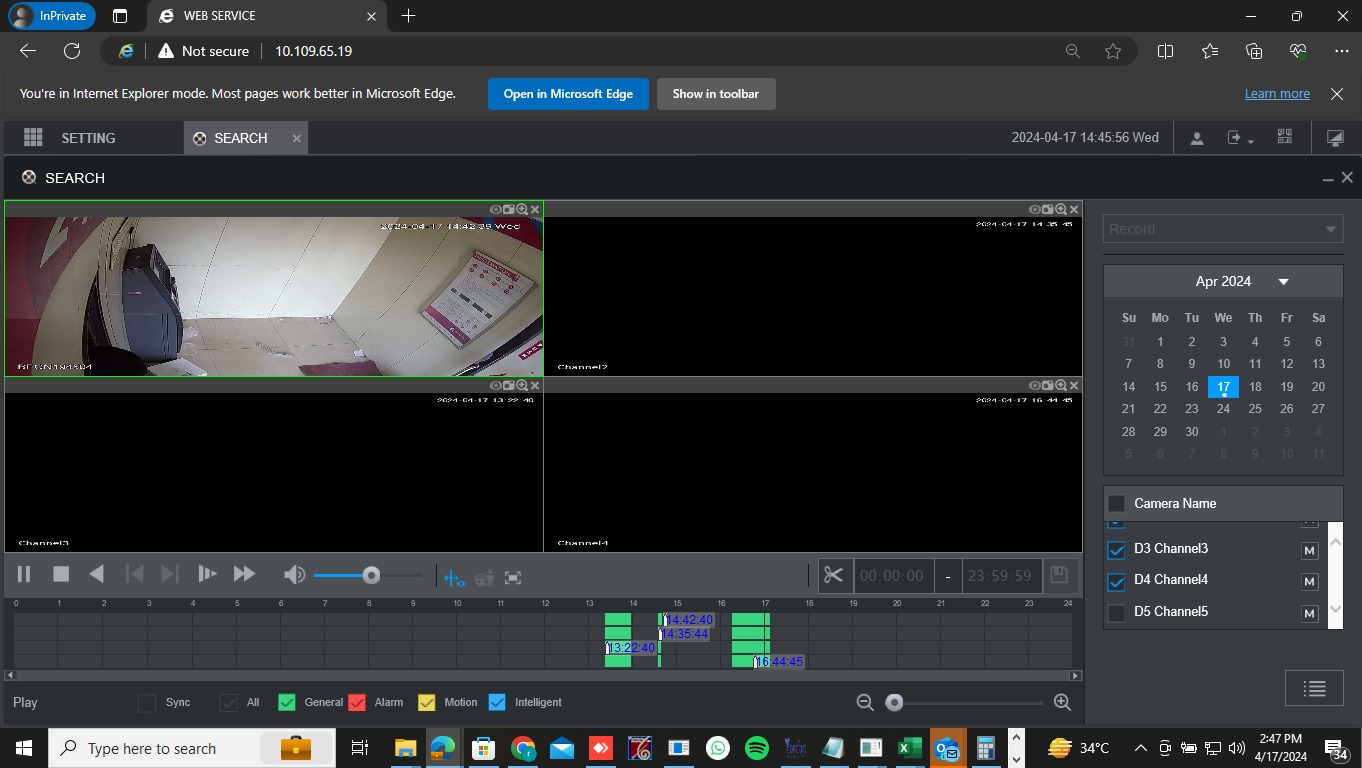 InPrivate
WEB SERVICE
Not secure
10.109.65.19
You're in Internet Explorer mode. Most pages work better in Microsoft Edge.
Open in Microsoft Edge
Show in toolbar
Learn more
SETTING
SEARCH
2024-04-17 14:45:56 Wed
SEARCH
2024-04-17 14:42:39 Wed
2024-04-17 14:35:45
Channel2
2024-04-17 13:22:40
2024-04-17 16:44:45
Channel3
Channel4
Record
Apr 2024
Su Mo Tu We Th Fr Sa
31 1 2 3 4 5 6
7 8 9 10 11 12 13
14 15 16 17 18 19 20
21 22 23 24 25 26 27
28 29 30 1 2 3 4
5 6 7 8 9 10 11
Camera Name
D3 Channel3 M
D4 Channel4 M
D5 Channel5 M
00:00:00 - 23:59:59
0 1 2 3 4 5 6 7 8 9 10 11 12 13 14 15 16 17 18 19 20 21 22 23 24
14:42:40
14:35:44
13:22:40
16:44:45
Play
Sync
All
General
Alarm
Motion
Intelligent
Type here to search
34°C
2:47 PM
4/17/2024
34